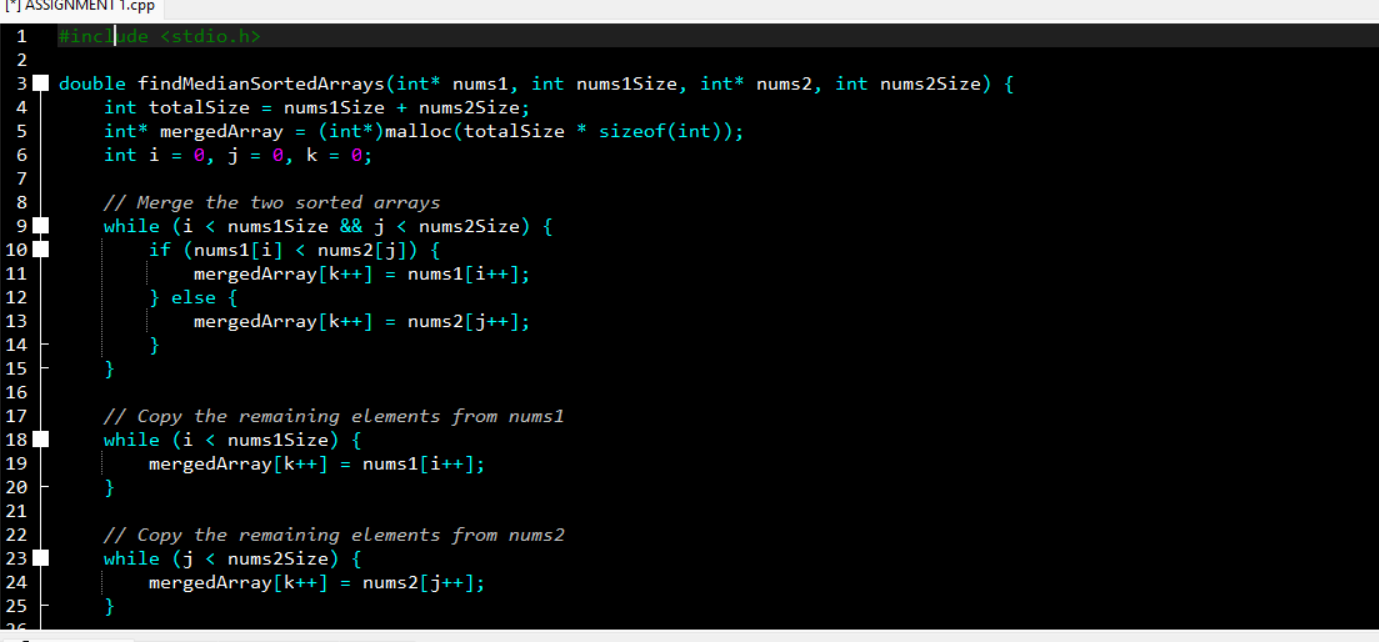 [*] ASSIGNMENT 1.cpp
1 #include <stdio.h>
2
3 double findMedianSortedArrays(int* nums1, int nums1Size, int* nums2, int nums2Size) {
4 int totalSize = nums1Size + nums2Size;
5 int* mergedArray = (int*)malloc(totalSize * sizeof(int));
6 int i = 0, j = 0, k = 0;
7
8 // Merge the two sorted arrays
9 while (i < nums1Size && j < nums2Size) {
10 if (nums1[i] < nums2[j]) {
11 mergedArray[k++] = nums1[i++];
12 } else {
13 mergedArray[k++] = nums2[j++];
14 }
15 }
16
17 // Copy the remaining elements from nums1
18 while (i < nums1Size) {
19 mergedArray[k++] = nums1[i++];
20 }
21
22 // Copy the remaining elements from nums2
23 while (j < nums2Size) {
24 mergedArray[k++] = nums2[j++];
25 }
26